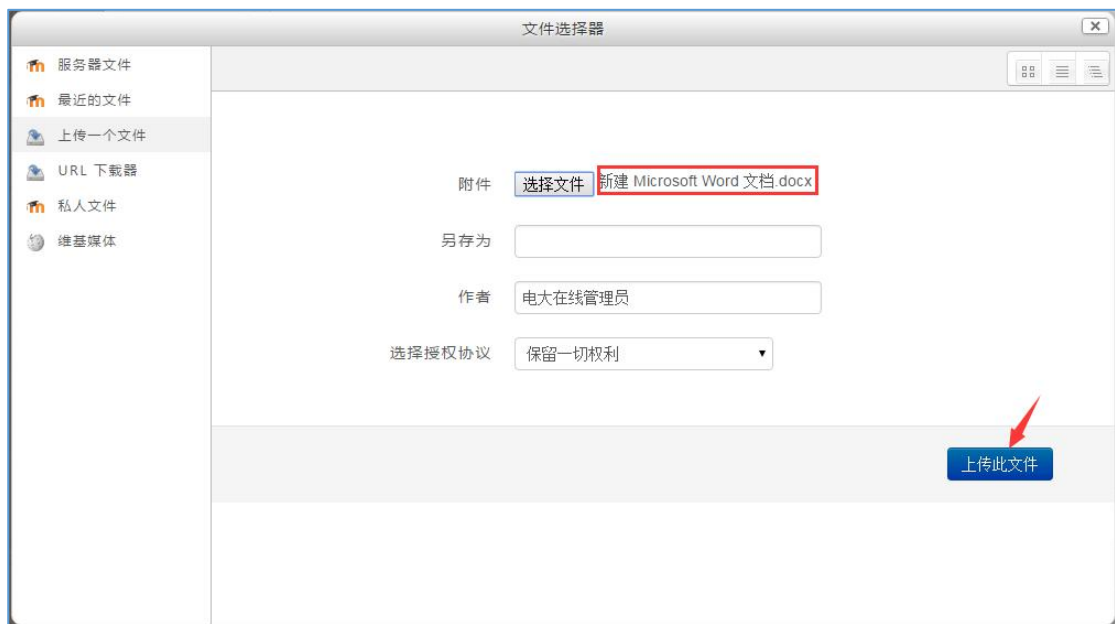 文件选择器
服务器文件
最近的文件
上传一个文件
URL 下载器
私人文件
维基媒体
附件 选择文件 新建 Microsoft Word 文档.docx
另存为
作者 电大在线管理员
选择授权协议 保留一切权利
上传此文件